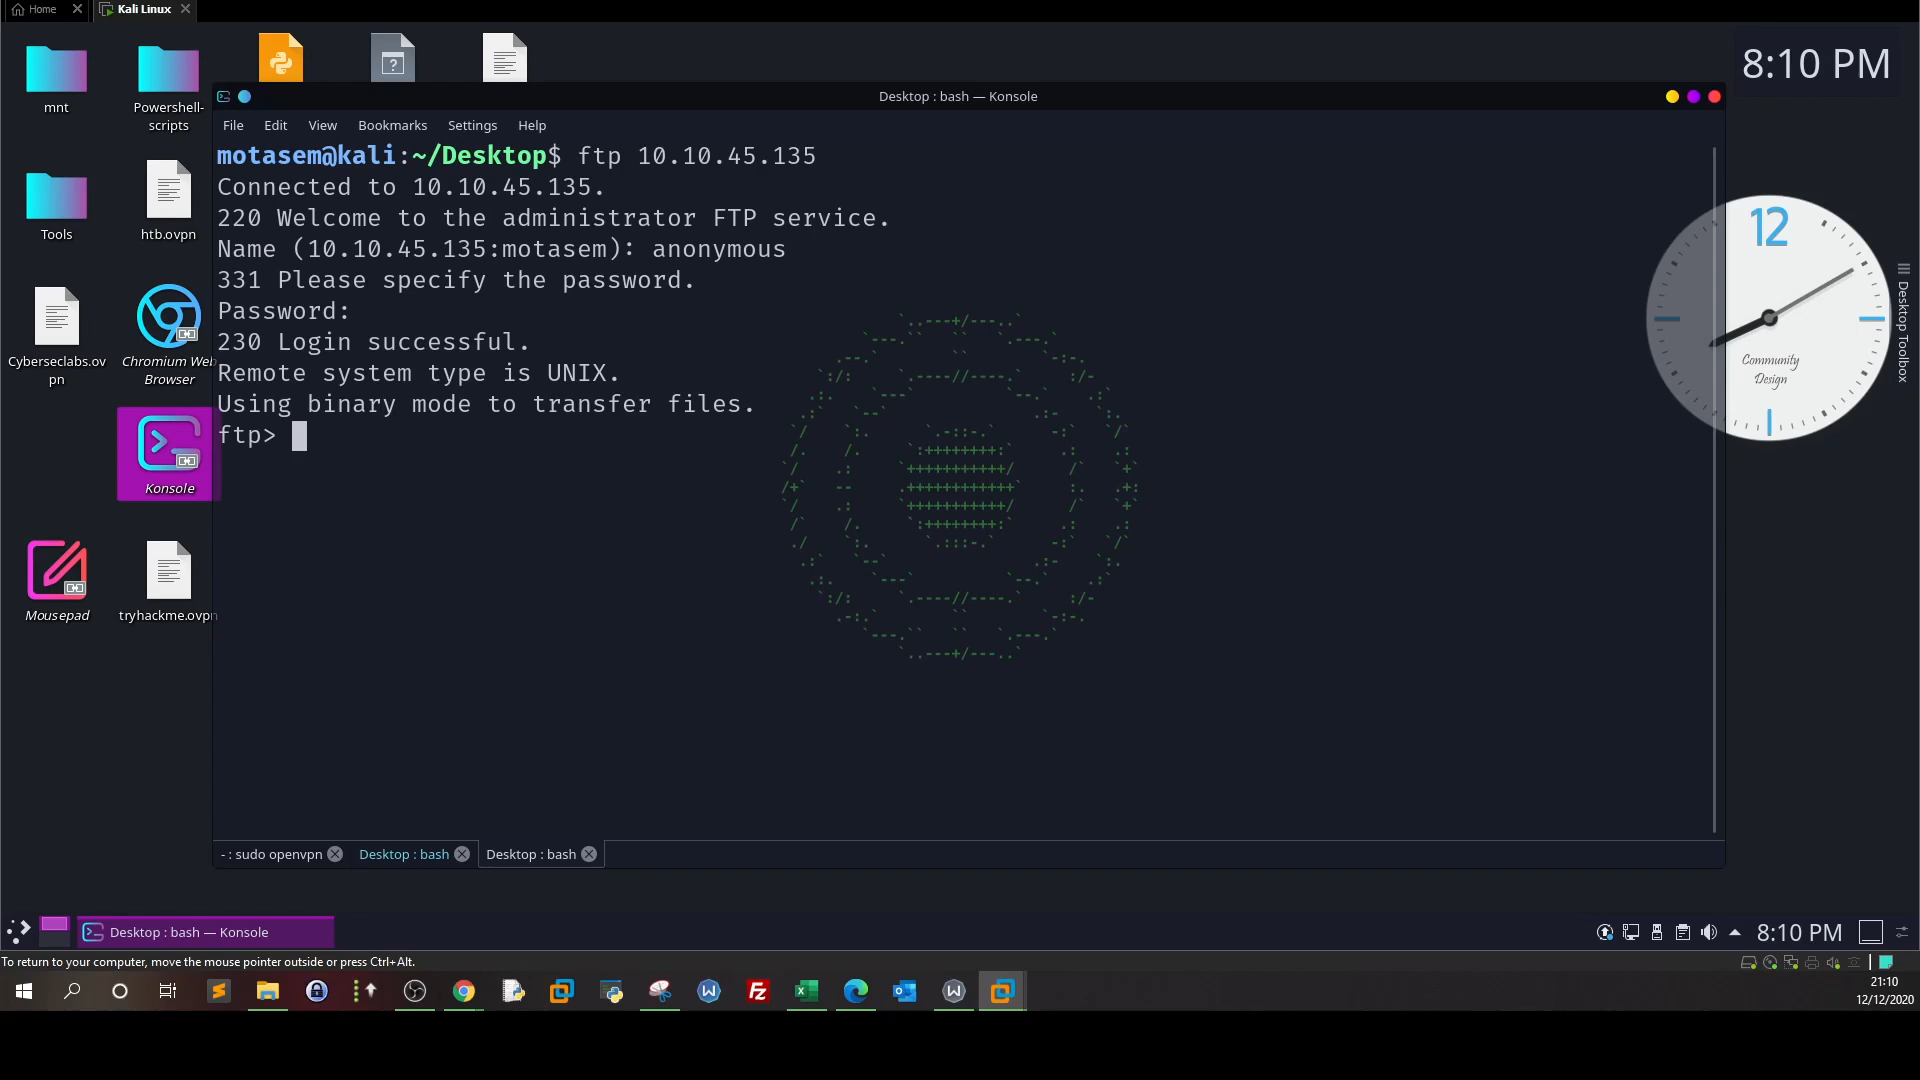 Home
Kali Linux
8:10 PM
mnt
Powershell-
scripts
Desktop : bash — Konsole
File Edit View Bookmarks Settings Help
motasem@kali:~/Desktop$ ftp 10.10.45.135
Connected to 10.10.45.135.
220 Welcome to the administrator FTP service.
Name (10.10.45.135:motasem): anonymous
331 Please specify the password.
Password:
230 Login successful.
Remote system type is UNIX.
Using binary mode to transfer files.
ftp>
Tools
htb.ovpn
Cyberseclabs.ov
pn
Chromium Web
Browser
Konsole
Mousepad
tryhackme.ovpn
12
Community
Design
Desktop Toolbox
- : sudo openvpn
Desktop : bash
Desktop : bash
Desktop : bash — Konsole
8:10 PM
To return to your computer, move the mouse pointer outside or press Ctrl+Alt.
21:10
12/12/2020